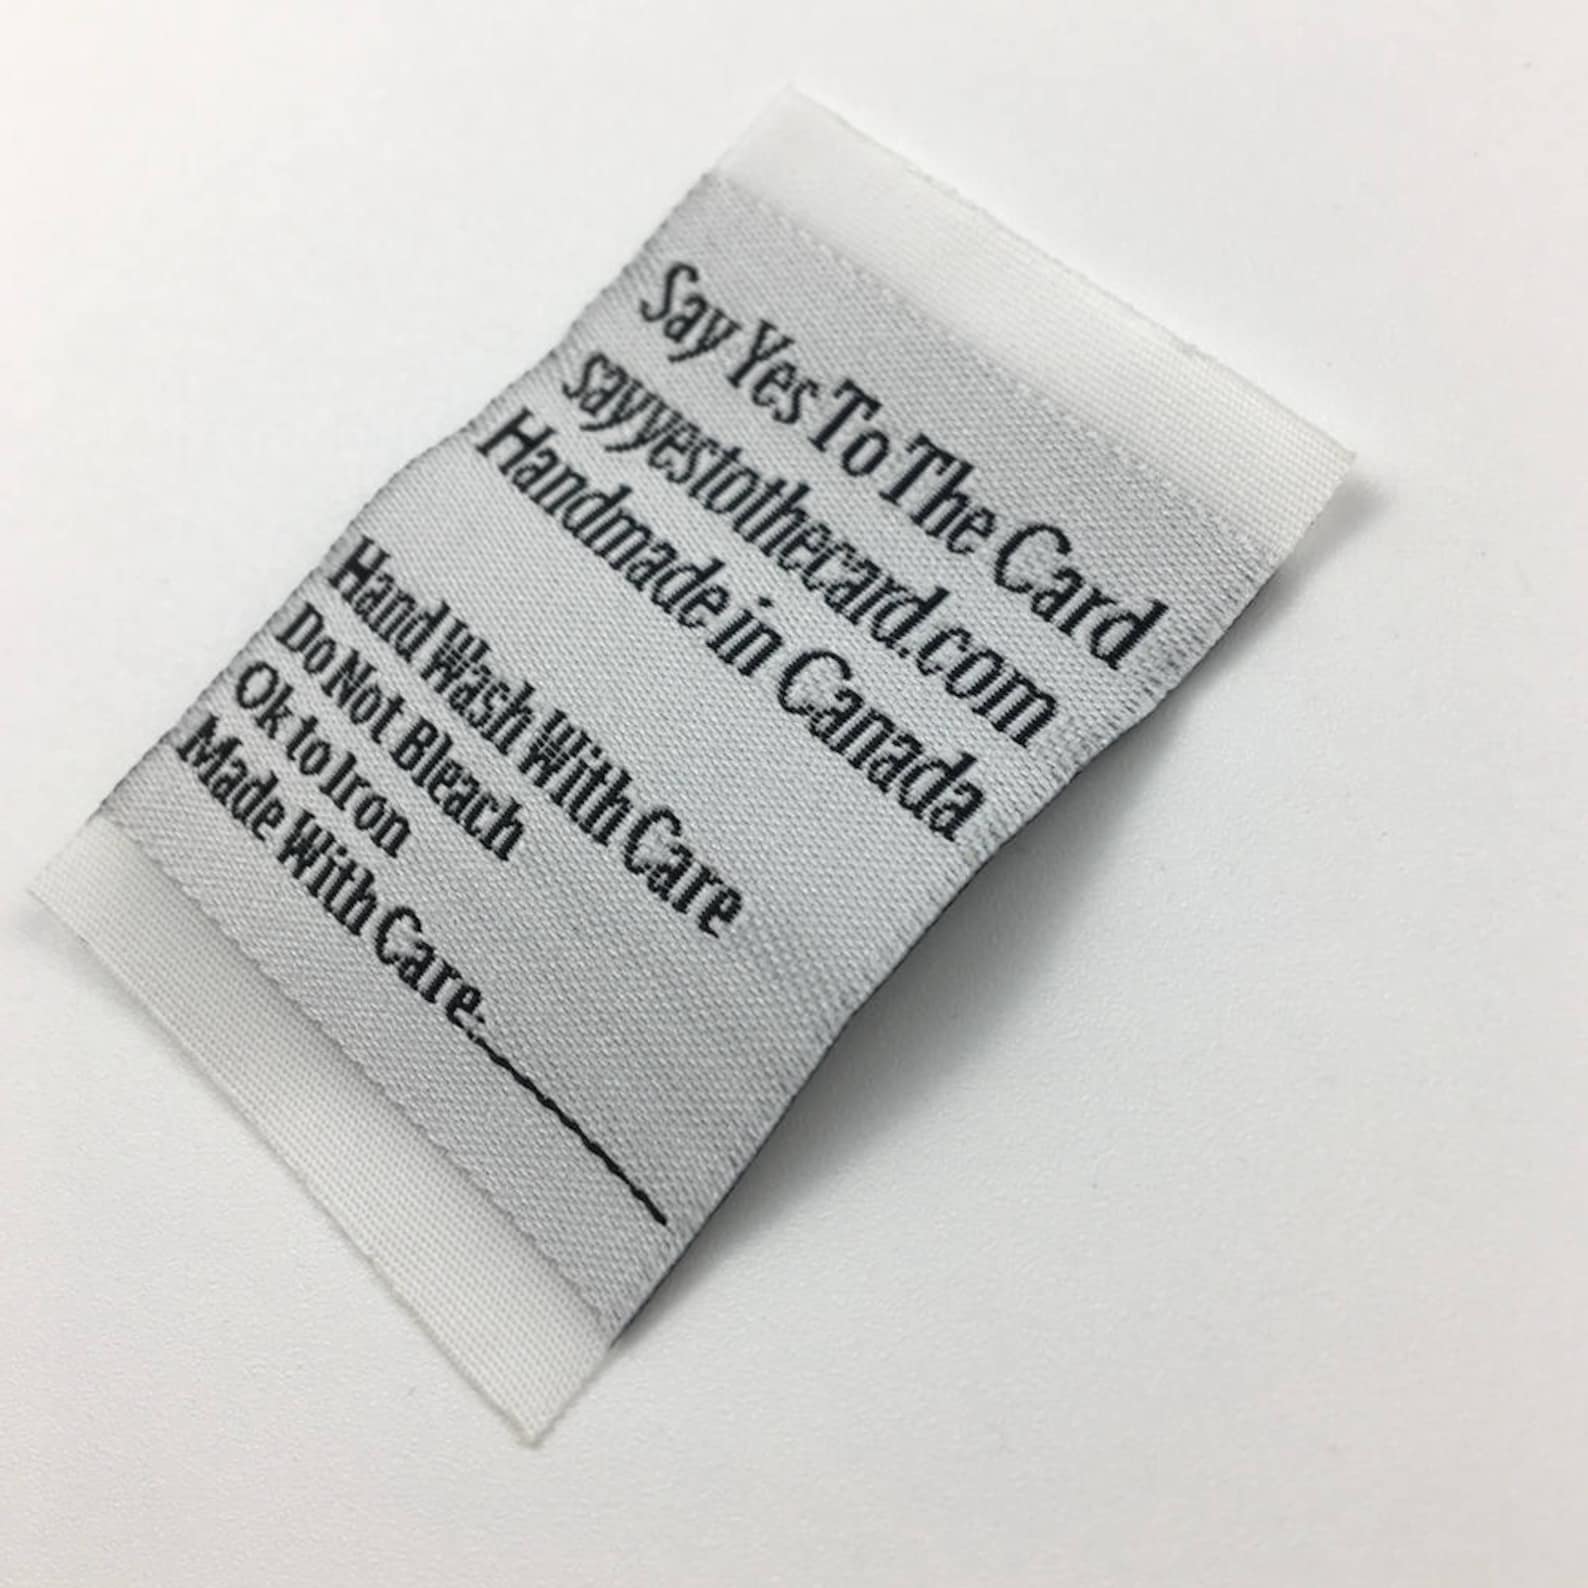 Say Yes To The Card
sayyestothecard.com
Handmade in Canada
Hand Wash With Care
Do Not Bleach
Ok to Iron
Made With Care: